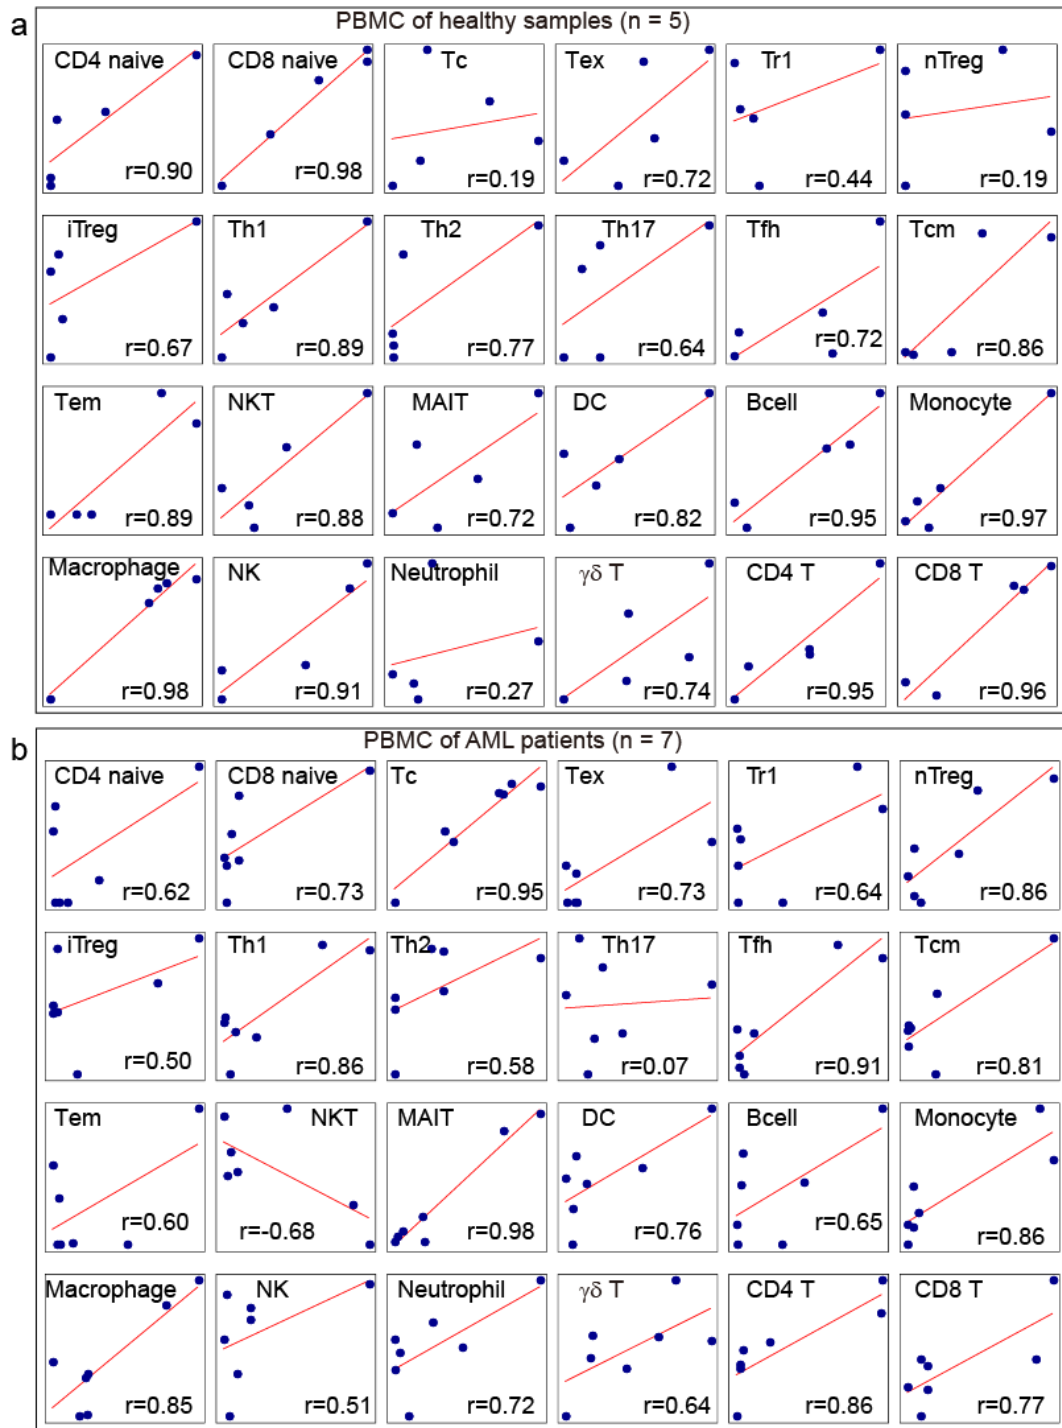 a
PBMC of healthy samples (n = 5)
CD4 naive
r=0.90
CD8 naive
r=0.98
Tc
r=0.19
Tex
r=0.72
Tr1
r=0.44
nTreg
r=0.19
iTreg
r=0.67
Th1
r=0.89
Th2
r=0.77
Th17
r=0.64
Tfh
r=0.72
Tcm
r=0.86
Tem
r=0.89
NKT
r=0.88
MAIT
r=0.72
DC
r=0.82
Bcell
r=0.95
Monocyte
r=0.97
Macrophage
r=0.98
NK
r=0.91
Neutrophil
r=0.27
γδ T
r=0.74
CD4 T
r=0.95
CD8 T
r=0.96
b
PBMC of AML patients (n = 7)
CD4 naive
r=0.62
CD8 naive
r=0.73
Tc
r=0.95
Tex
r=0.73
Tr1
r=0.64
nTreg
r=0.86
iTreg
r=0.50
Th1
r=0.86
Th2
r=0.58
Th17
r=0.07
Tfh
r=0.91
Tcm
r=0.81
Tem
r=0.60
NKT
r=-0.68
MAIT
r=0.98
DC
r=0.76
Bcell
r=0.65
Monocyte
r=0.86
Macrophage
r=0.85
NK
r=0.51
Neutrophil
r=0.72
γδ T
r=0.64
CD4 T
r=0.86
CD8 T
r=0.77